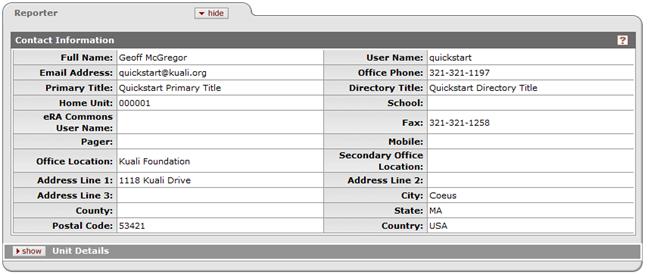 Reporter
hide
Contact Information ?
Full Name: Geoff McGregor User Name: quickstart
Email Address: quickstart@kuali.org Office Phone: 321-321-1197
Primary Title: Quickstart Primary Title Directory Title: Quickstart Directory Title
Home Unit: 000001 School:
eRA Commons
User Name: Fax: 321-321-1258
Pager: Mobile:
Office Location: Kuali Foundation Secondary Office
Location:
Address Line 1: 1118 Kuali Drive Address Line 2:
Address Line 3: City: Coeus
County: State: MA
Postal Code: 53421 Country: USA
show Unit Details